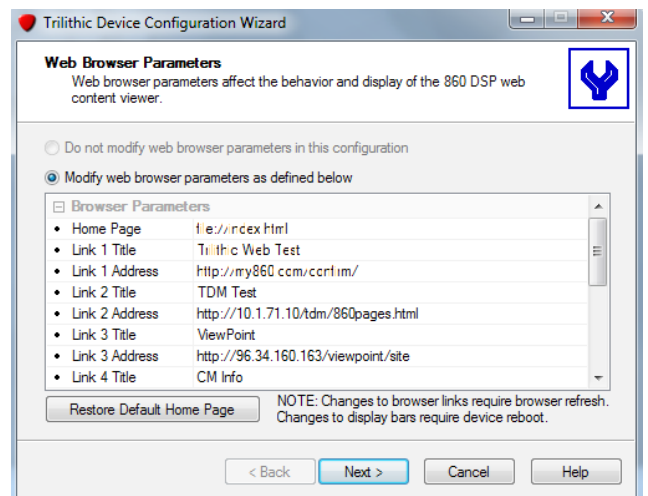 Trilithic Device Configuration Wizard
Web Browser Parameters
Web browser parameters affect the behavior and display of the 860 DSP web
content viewer.
Do not modify web browser parameters in this configuration
Modify web browser parameters as defined below
Browser Parameters
Home Page
Link 1 Title Web Test
Link 1 Address
Link 2 Title TDM Test
Link 2 Address http://10.1.71.10/tdm/860pages.html
Link 3 Title ViewPoint
Link 3 Address http://96.34.160.163/viewpoint/site
Link 4 Title CM Info
Restore Default Home Page
NOTE: Changes to browser links require browser refresh.
Changes to display bars require device reboot.
< Back Next > Cancel Help